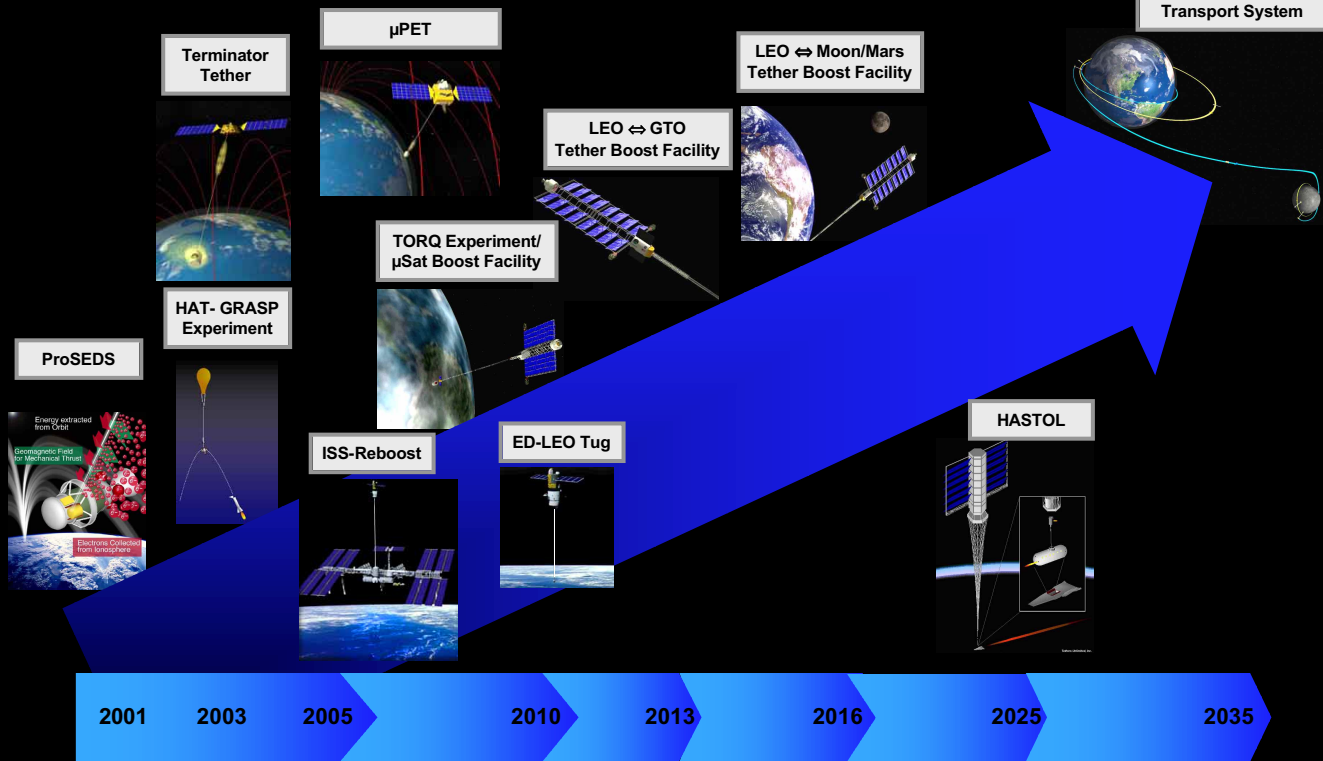 Transport System
µPET
Terminator
Tether
LEO ⇔ Moon/Mars
Tether Boost Facility
LEO ⇔ GTO
Tether Boost Facility
TORQ Experiment/
µSat Boost Facility
HAT- GRASP
Experiment
ProSEDS
Energy extracted
from Orbit
Geomagnetic Field
for Mechanical Thrust
Electrons Collected
from Ionosphere
ISS-Reboost
ED-LEO Tug
HASTOL
2001
2003
2005
2010
2013
2016
2025
2035